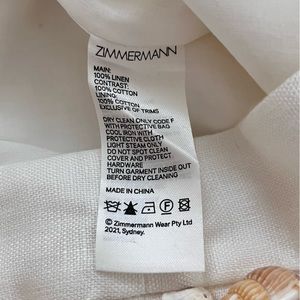 ZIMMERMANN
MAIN:
100% LINEN
CONTRAST:
100% COTTON
LINING:
100% COTTON
EXCLUSIVE OF TRIMS
DRY CLEAN ONLY CODE F
WITH PROTECTIVE BAG
COOL IRON WITH
PROTECTIVE CLOTH
LIGHT STEAM ONLY
DO NOT SPOT CLEAN
COVER AND PROTECT
HARDWARE
TURN GARMENT INSIDE OUT
BEFORE DRY CLEANING
MADE IN CHINA
F
© Zimmermann Wear Pty Ltd
2021, Sydney.